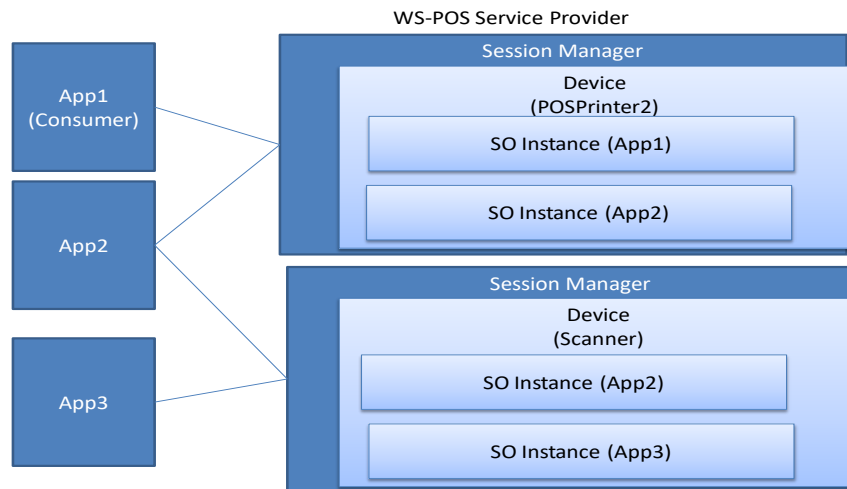 WS-POS Service Provider
App1
(Consumer)
App2
App3
Session Manager
Device
(POSPrinter2)
SO Instance (App1)
SO Instance (App2)
Session Manager
Device
(Scanner)
SO Instance (App2)
SO Instance (App3)